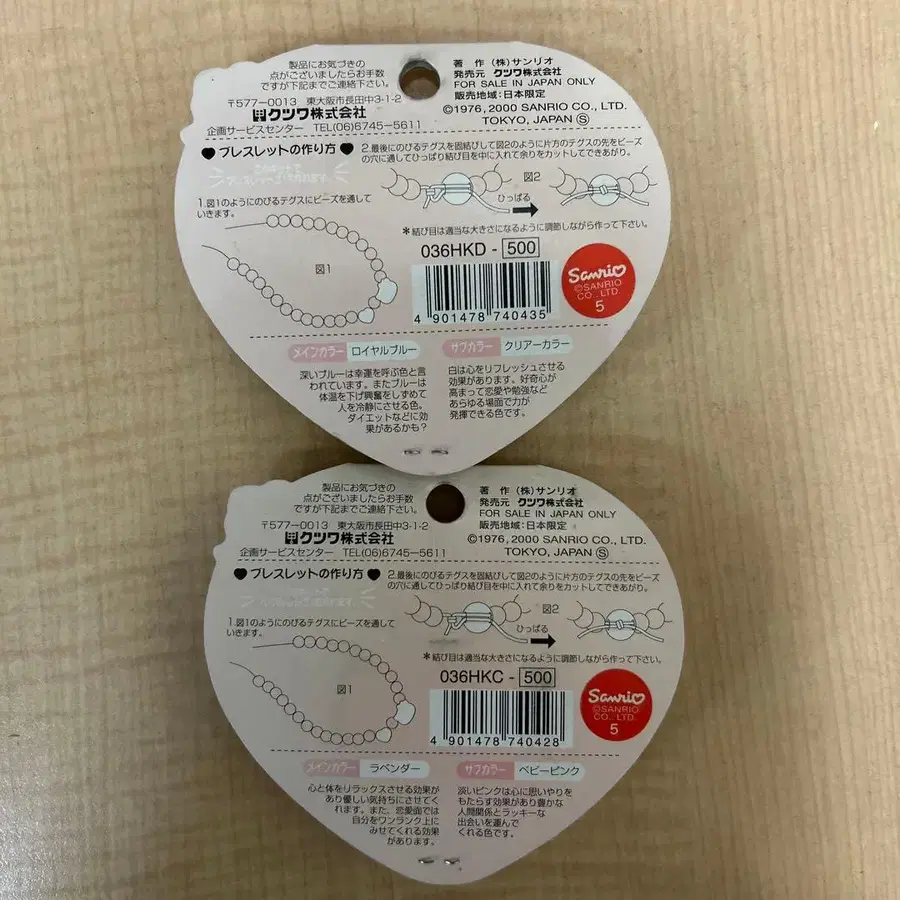 製品にお気づきの
点がございましたらお手数
ですが下記までご連絡下さい。
〒577-0013 東大阪市長田中3-1-2
クツワ株式会社
企画サービスセンター TEL(06)6745-5611
著作 (株)サンリオ
発売元 クツワ株式会社
FOR SALE IN JAPAN ONLY
販売地域:日本限定
©1976, 2000 SANRIO CO., LTD.
TOKYO, JAPAN Ⓢ
♥ ブレスレットの作り方 ♥
1.図1のようにのびるテグスにビーズを通して
いきます。
図1
2.最後にのびるテグスを固結びして図2のように片方のテグスの先をビーズ
の穴に通してひっぱり結び目を中に入れて余りをカットしてできあがり。
図2
ひっぱる
*結び目は適当な大きさになるように調節しながら作って下さい。
036HKD - 500
4 901478 740435
Sanrio
©SANRIO
CO., LTD.
5
メインカラー ロイヤルブルー
深いブルーは幸運を呼ぶ色と言
われています。またブルーは
体温を下げ興奮をしずめて
人を冷静にさせる色。
ダイエットなどに効
果があるかも?
サブカラー クリアーカラー
白は心をリフレッシュさせる
効果があります。好奇心が
高まって恋愛や勉強など
あらゆる場面で力が
発揮できる色です。
製品にお気づきの
点がございましたらお手数
ですが下記までご連絡下さい。
〒577-0013 東大阪市長田中3-1-2
クツワ株式会社
企画サービスセンター TEL(06)6745-5611
著作 (株)サンリオ
発売元 クツワ株式会社
FOR SALE IN JAPAN ONLY
販売地域:日本限定
©1976, 2000 SANRIO CO., LTD.
TOKYO, JAPAN Ⓢ
♥ ブレスレットの作り方 ♥
1.図1のようにのびるテグスにビーズを通して
いきます。
図1
2.最後にのびるテグスを固結びして図2のように片方のテグスの先をビーズ
の穴に通してひっぱり結び目を中に入れて余りをカットしてできあがり。
図2
ひっぱる
*結び目は適当な大きさになるように調節しながら作って下さい。
036HKC - 500
4 901478 740428
Sanrio
©SANRIO
CO., LTD.
5
メインカラー ラベンダー
心と体をリラックスさせる効果が
あり優しい気持ちにさせてく
れます。また、恋愛面では
自分をワンランク上に
みせてくれる効果
があります。
サブカラー ベビーピンク
淡いピンクは心に思いやりを
もたらす効果があり豊かな
人間関係とラッキーな
出会いを運んで
くれる色です。